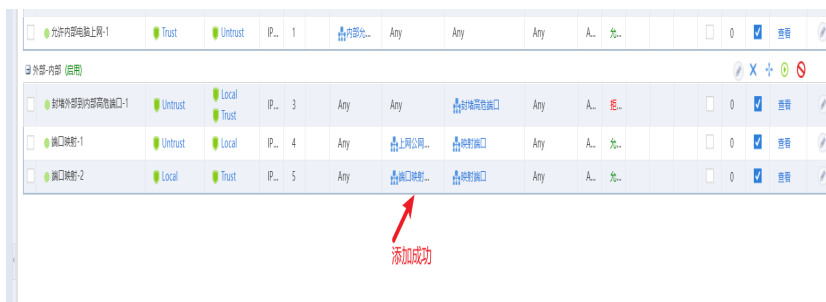 允许内部电脑上网-1 Trust Untrust IP... 1 内部允... Any Any Any A... 允... 0 查看
外部-内部 (启用)
封堵外部到内部高危端口-1 Untrust Local Trust IP... 3 Any Any 封堵高危端口 Any A... 拒... 0 查看
端口映射-1 Untrust Local IP... 4 Any 上网公网... 映射端口 Any A... 允... 0 查看
端口映射-2 Local Trust IP... 5 Any 端口映射... 映射端口 Any A... 允... 0 查看
添加成功